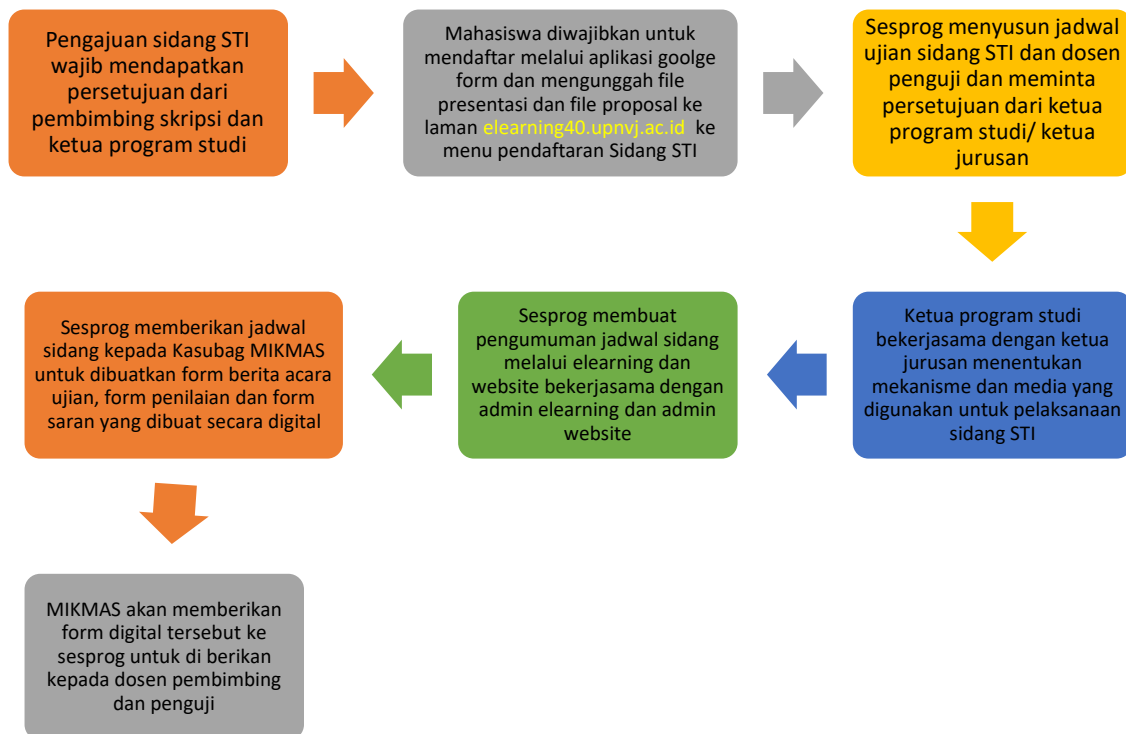 Pengajuan sidang STI
wajib mendapatkan
persetujuan dari
pembimbing skripsi dan
ketua program studi
Mahasiswa diwajibkan untuk
mendaftar melalui aplikasi goolge
form dan mengunggah file
presentasi dan file proposal ke
laman elearning40.upnvj.ac.id ke
menu pendaftaran Sidang STI
Sesprog menyusun jadwal
ujian sidang STI dan dosen
penguji dan meminta
persetujuan dari ketua
program studi/ ketua
jurusan
Ketua program studi
bekerjasama dengan ketua
jurusan menentukan
mekanisme dan media yang
digunakan untuk pelaksanaan
sidang STI
Sesprog membuat
pengumuman jadwal sidang
melalui elearning dan
website bekerjasama dengan
admin elearning dan admin
website
Sesprog memberikan jadwal
sidang kepada Kasubag MIKMAS
untuk dibuatkan form berita acara
ujian, form penilaian dan form
saran yang dibuat secara digital
MIKMAS akan memberikan
form digital tersebut ke
sesprog untuk di berikan
kepada dosen pembimbing
dan penguji